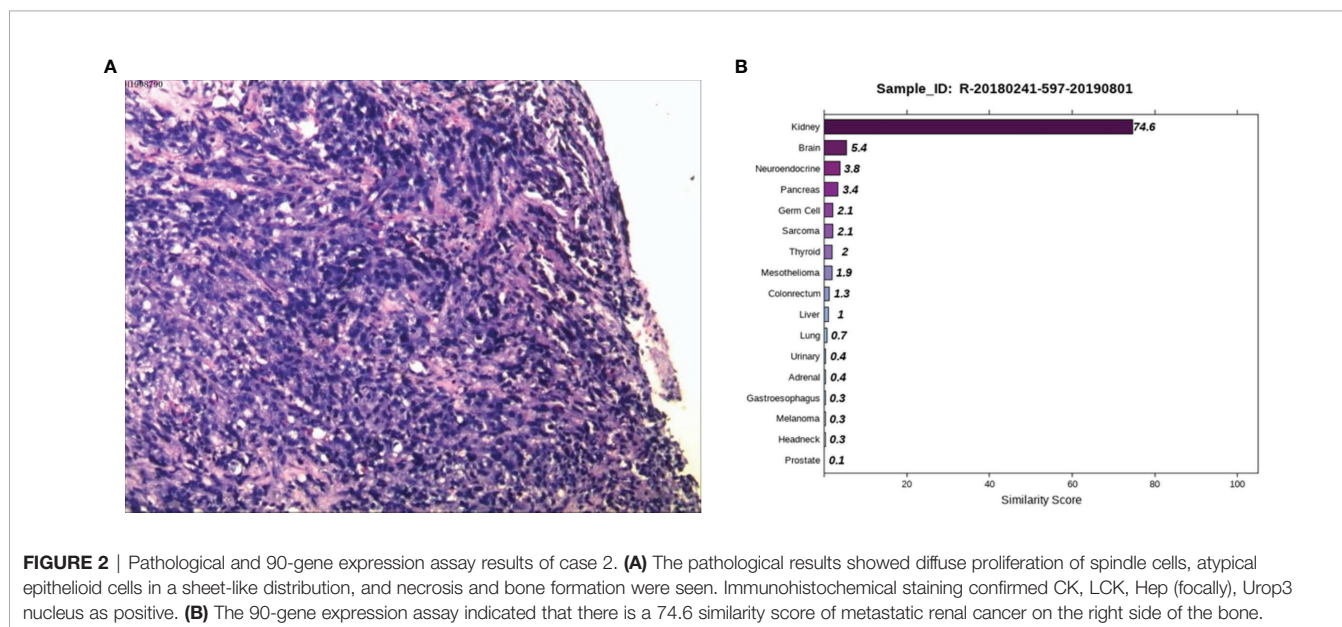 A
B
H1998790
Sample_ID: R-20180241-597-20190801
Kidney 74.6
Brain 5.4
Neuroendocrine 3.8
Pancreas 3.4
Germ Cell 2.1
Sarcoma 2.1
Thyroid 2
Mesothelioma 1.9
Colonrectum 1.3
Liver 1
Lung 0.7
Urinary 0.4
Adrenal 0.4
Gastroesophagus 0.3
Melanoma 0.3
Headneck 0.3
Prostate 0.1
20 40 60 80 100
Similarity Score
FIGURE 2 | Pathological and 90-gene expression assay results of case 2. (A) The pathological results showed diffuse proliferation of spindle cells, atypical
epithelioid cells in a sheet-like distribution, and necrosis and bone formation were seen. Immunohistochemical staining confirmed CK, LCK, Hep (focally), Urop3
nucleus as positive. (B) The 90-gene expression assay indicated that there is a 74.6 similarity score of metastatic renal cancer on the right side of the bone.